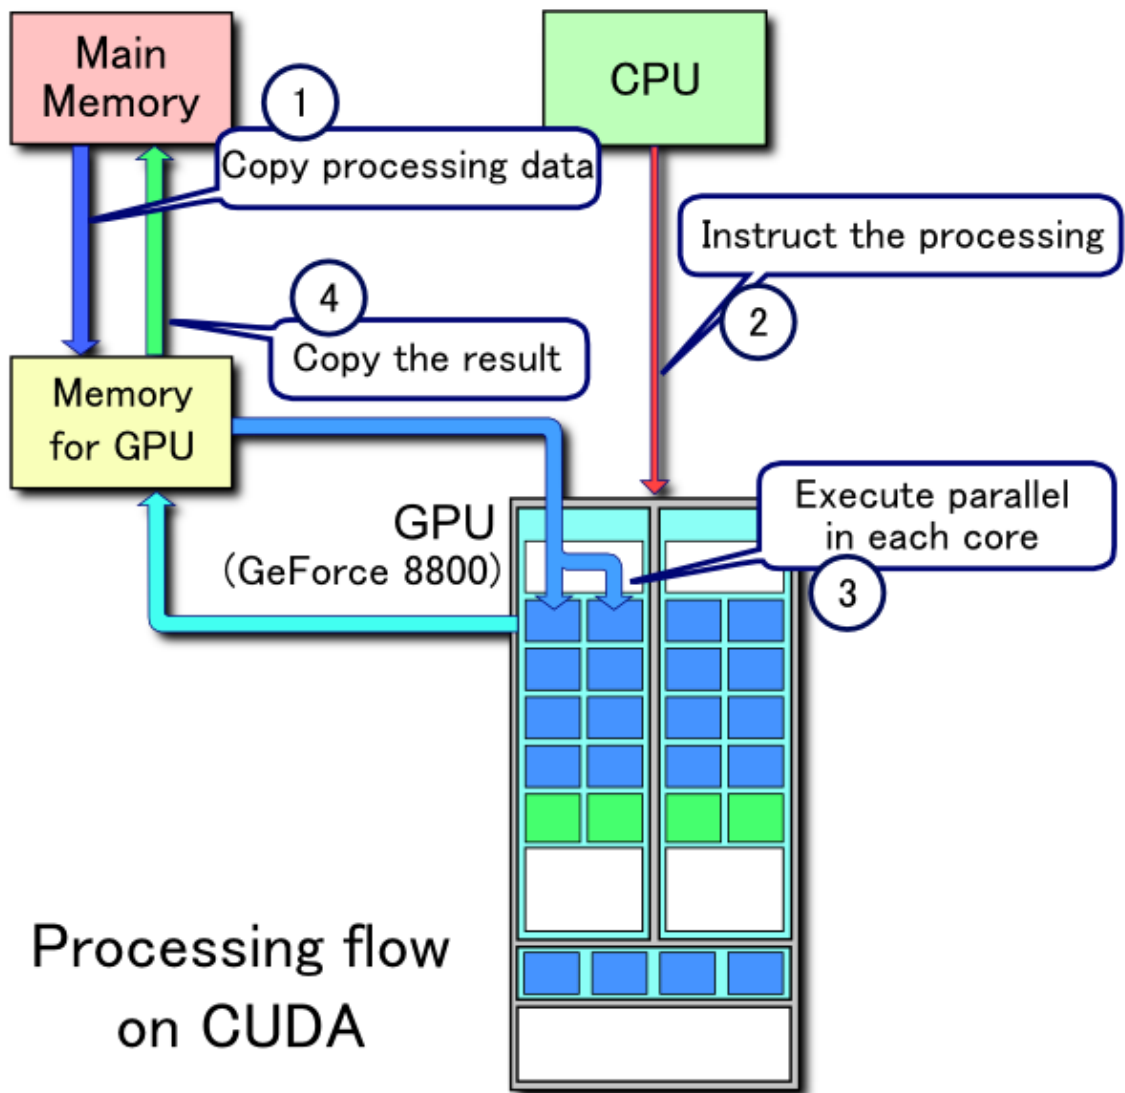 Main
Memory
CPU
1
Copy processing data
Instruct the processing
2
4
Copy the result
Memory
for GPU
GPU
(GeForce 8800)
Execute parallel
in each core
3
Processing flow
on CUDA